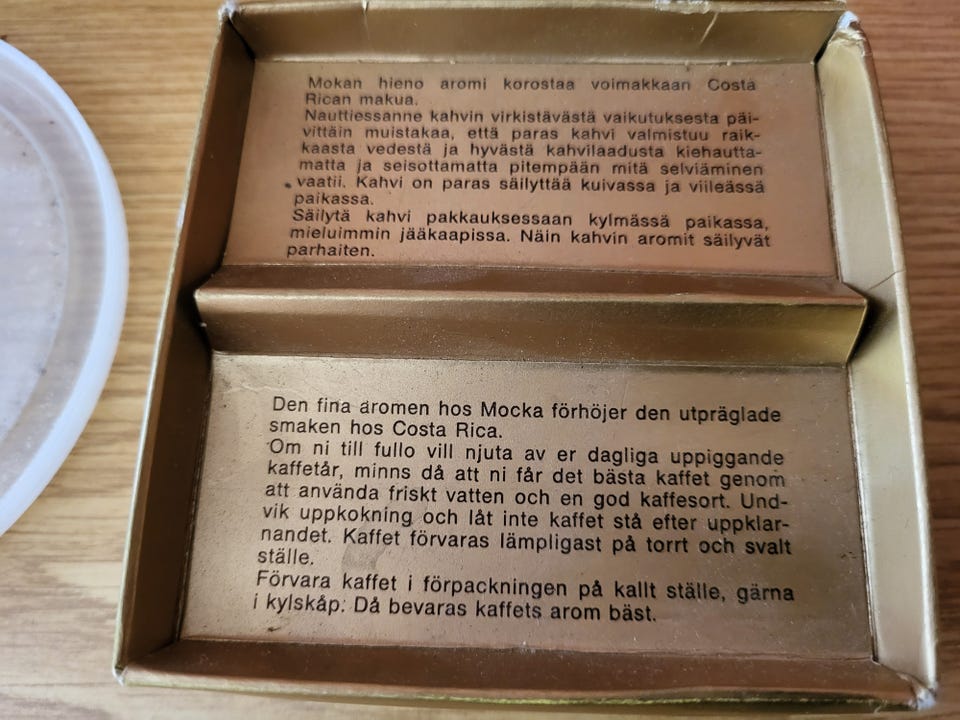 Mokan hieno aromi korostaa voimakkaan Costa
Rican makua.
Nauttiessanne kahvin virkistävästä vaikutuksesta päi-
vittäin muistakaa, että paras kahvi valmistuu raik-
kaasta vedestä ja hyvästä kahvilaadusta kiehautta-
matta ja seisottamatta pitempään mitä selviäminen
vaatii. Kahvi on paras säilyttää kuivassa ja viileässä
paikassa.
Säilytä kahvi pakkauksessaan kylmässä paikassa,
mieluimmin jääkaapissa. Näin kahvin aromit säilyvät
parhaiten.
Den fina aromen hos Mocka förhöjer den utpräglade
smaken hos Costa Rica.
Om ni till fullo vill njuta av er dagliga uppiggande
kaffetår, minns då att ni får det bästa kaffet genom
att använda friskt vatten och en god kaffesort. Und-
vik uppkokning och låt inte kaffet stå efter uppklar-
nandet. Kaffet förvaras lämpligast på torrt och svalt
ställe.
Förvara kaffet i förpackningen på kallt ställe, gärna
i kylskåp. Då bevaras kaffets arom bäst.